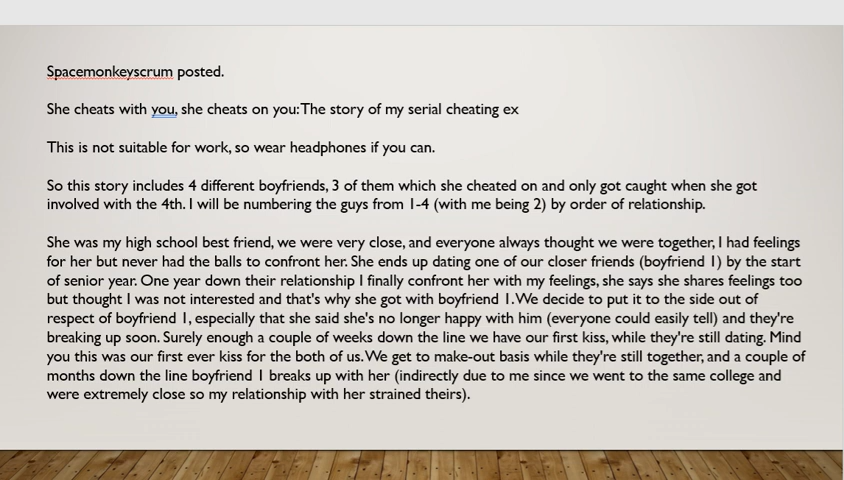 Spacemonkeyscrum posted.
She cheats with you, she cheats on you: The story of my serial cheating ex
This is not suitable for work, so wear headphones if you can.
So this story includes 4 different boyfriends, 3 of them which she cheated on and only got caught when she got
involved with the 4th. I will be numbering the guys from 1-4 (with me being 2) by order of relationship.
She was my high school best friend, we were very close, and everyone always thought we were together, I had feelings
for her but never had the balls to confront her. She ends up dating one of our closer friends (boyfriend 1) by the start
of senior year. One year down their relationship I finally confront her with my feelings, she says she shares feelings too
but thought I was not interested and that's why she got with boyfriend 1. We decide to put it to the side out of
respect of boyfriend 1, especially that she said she's no longer happy with him (everyone could easily tell) and they're
breaking up soon. Surely enough a couple of weeks down the line we have our first kiss, while they're still dating. Mind
you this was our first ever kiss for the both of us. We get to make-out basis while they're still together, and a couple of
months down the line boyfriend 1 breaks up with her (indirectly due to me since we went to the same college and
were extremely close so my relationship with her strained theirs).